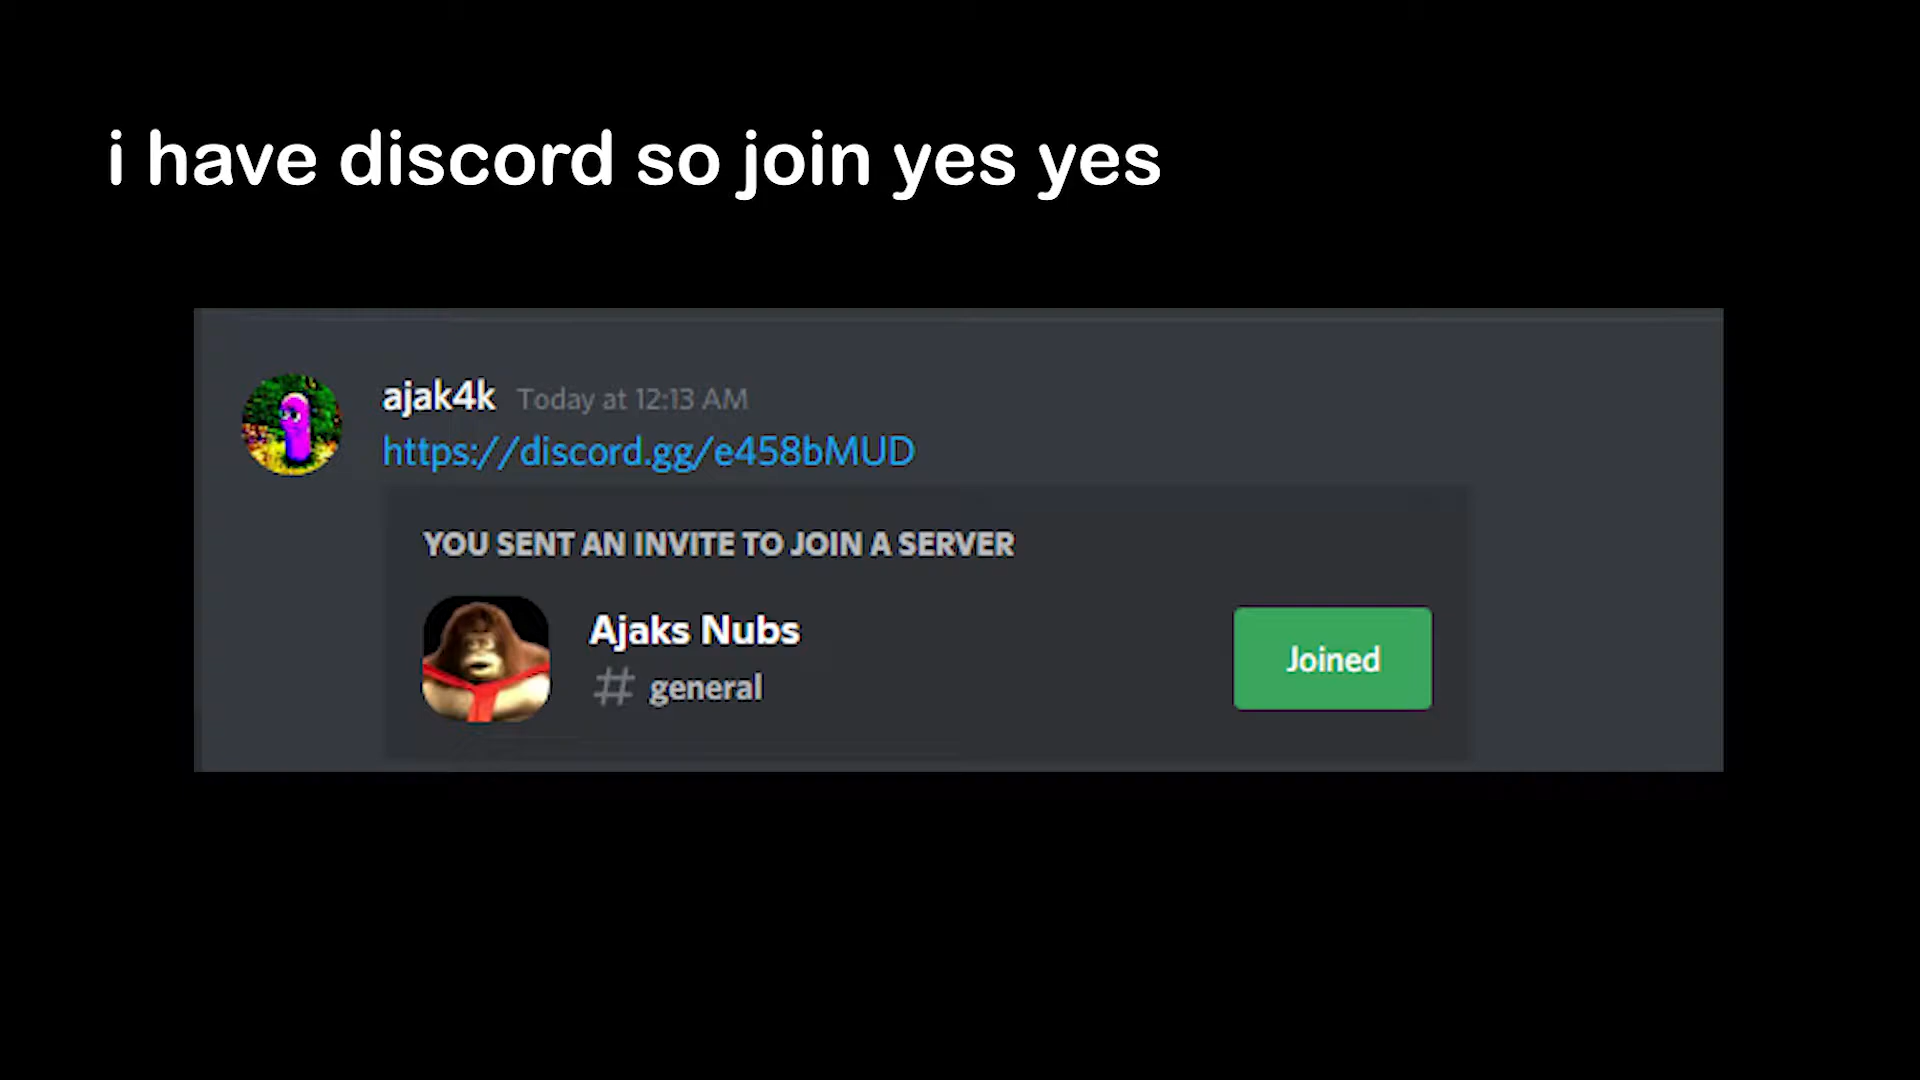 i have discord so join yes yes
ajak4k Today at 12:13 AM
https://discord.gg/e458bMUD
YOU SENT AN INVITE TO JOIN A SERVER
Ajaks Nubs
# general
Joined